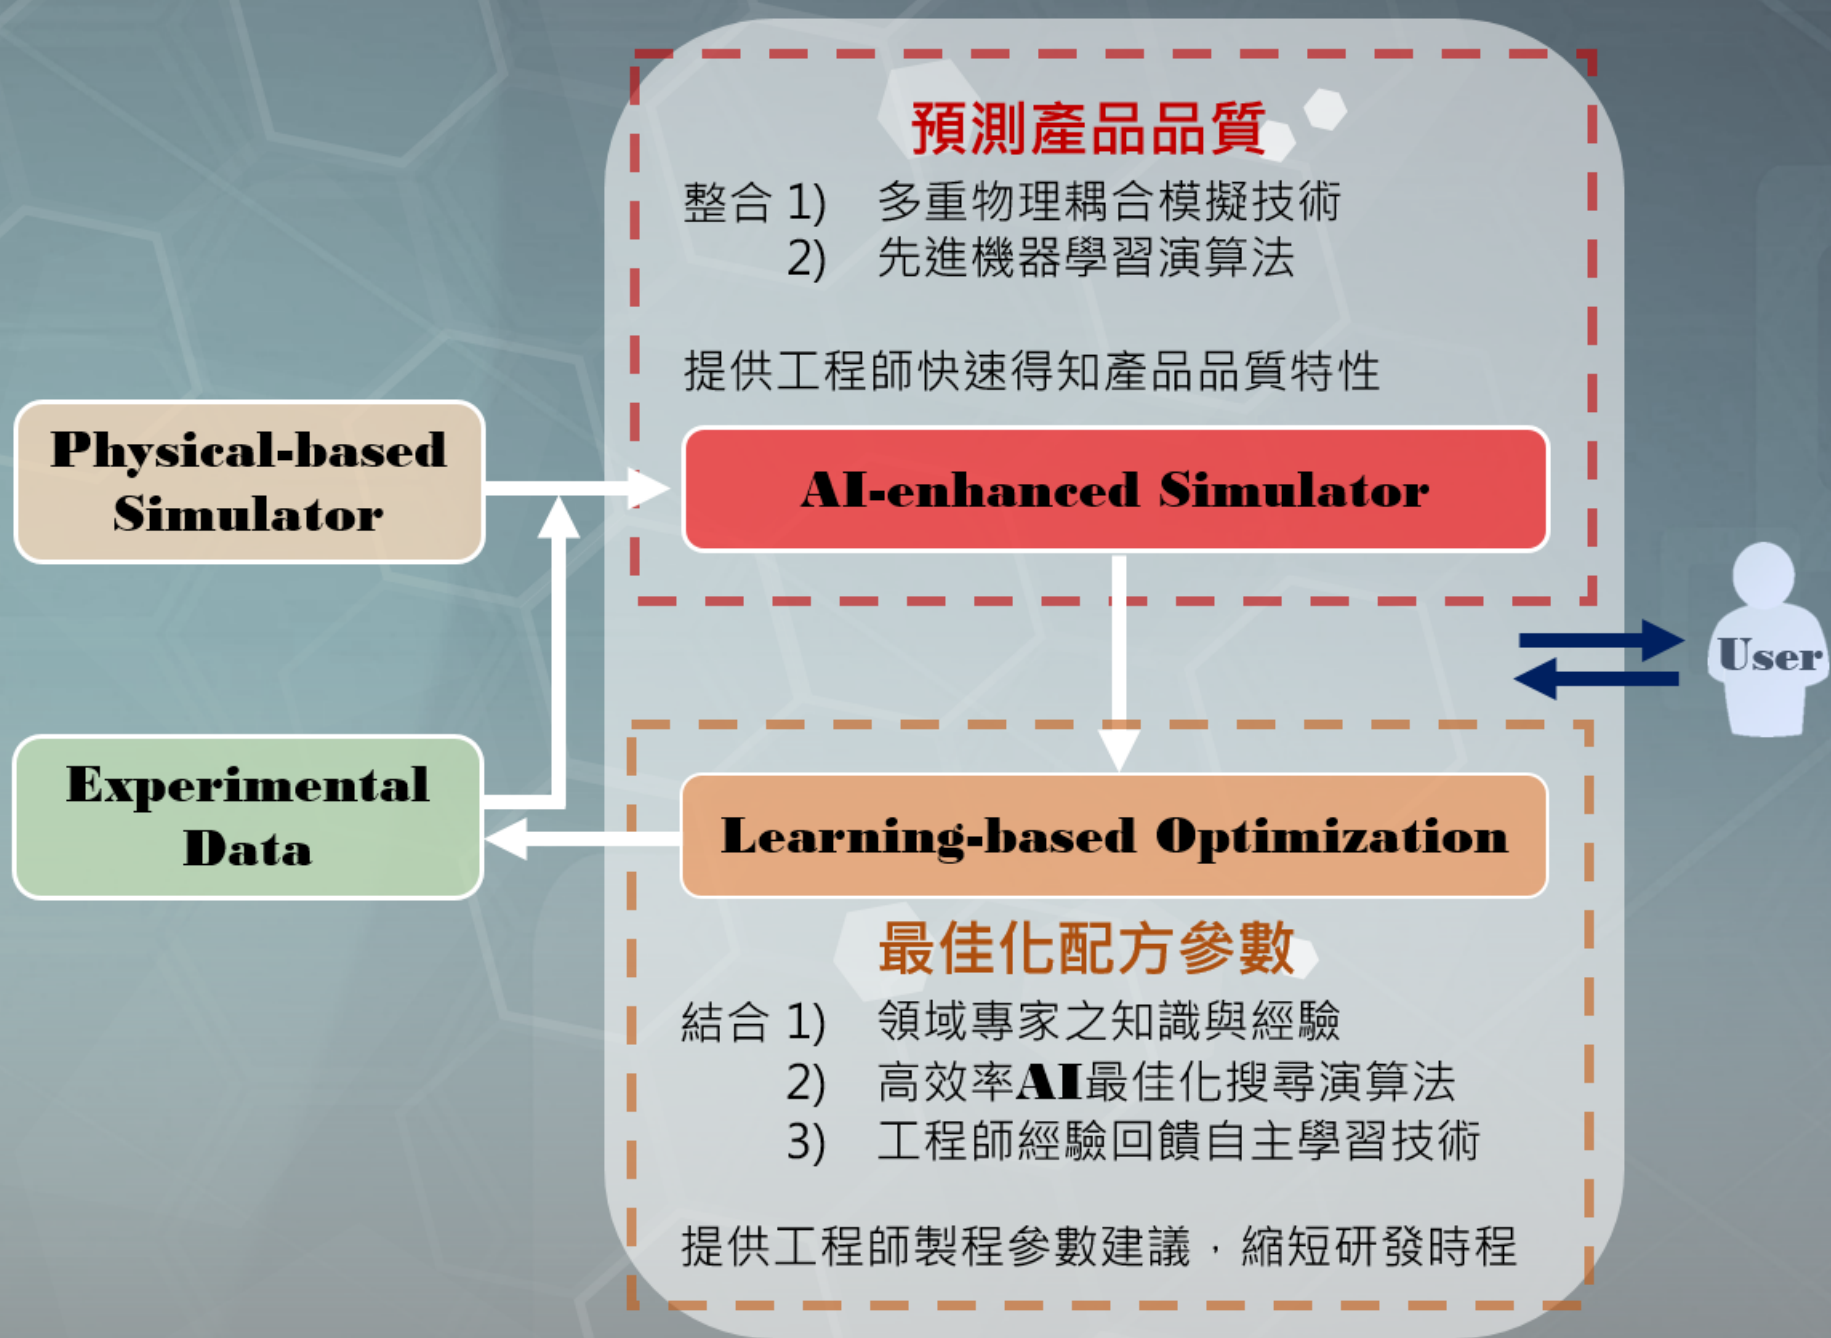 預測產品品質
整合 1) 多重物理耦合模擬技術
2) 先進機器學習演算法
提供工程師快速得知產品品質特性
Physical-based
Simulator
AI-enhanced Simulator
User
Experimental
Data
Learning-based Optimization
最佳化配方參數
結合 1) 領域專家之知識與經驗
2) 高效率AI最佳化搜尋演算法
3) 工程師經驗回饋自主學習技術
提供工程師製程參數建議，縮短研發時程